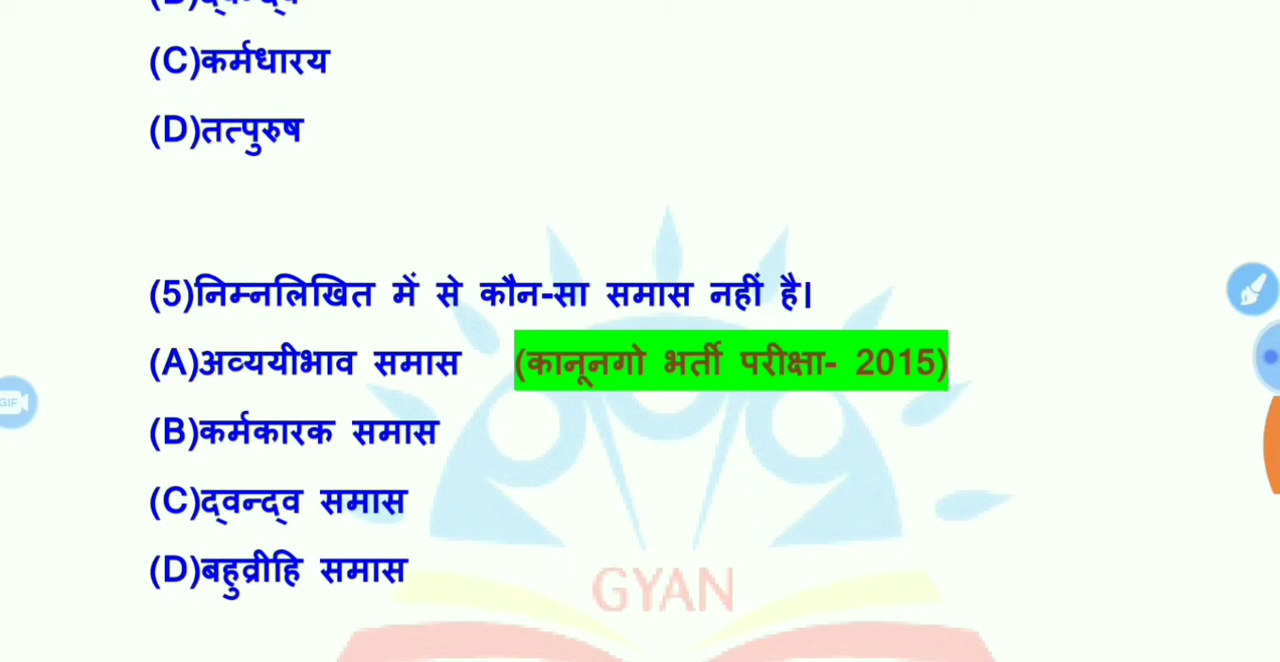 (C)कर्मधारय
(D)तत्पुरुष
(5)निम्नलिखित में से कौन-सा समास नहीं है।
(A)अव्ययीभाव समास (कानूनगो भर्ती परीक्षा- 2015)
(B)कर्मकारक समास
(C)द्वन्द्व समास
(D)बहुव्रीहि समास
GYAN
GIF